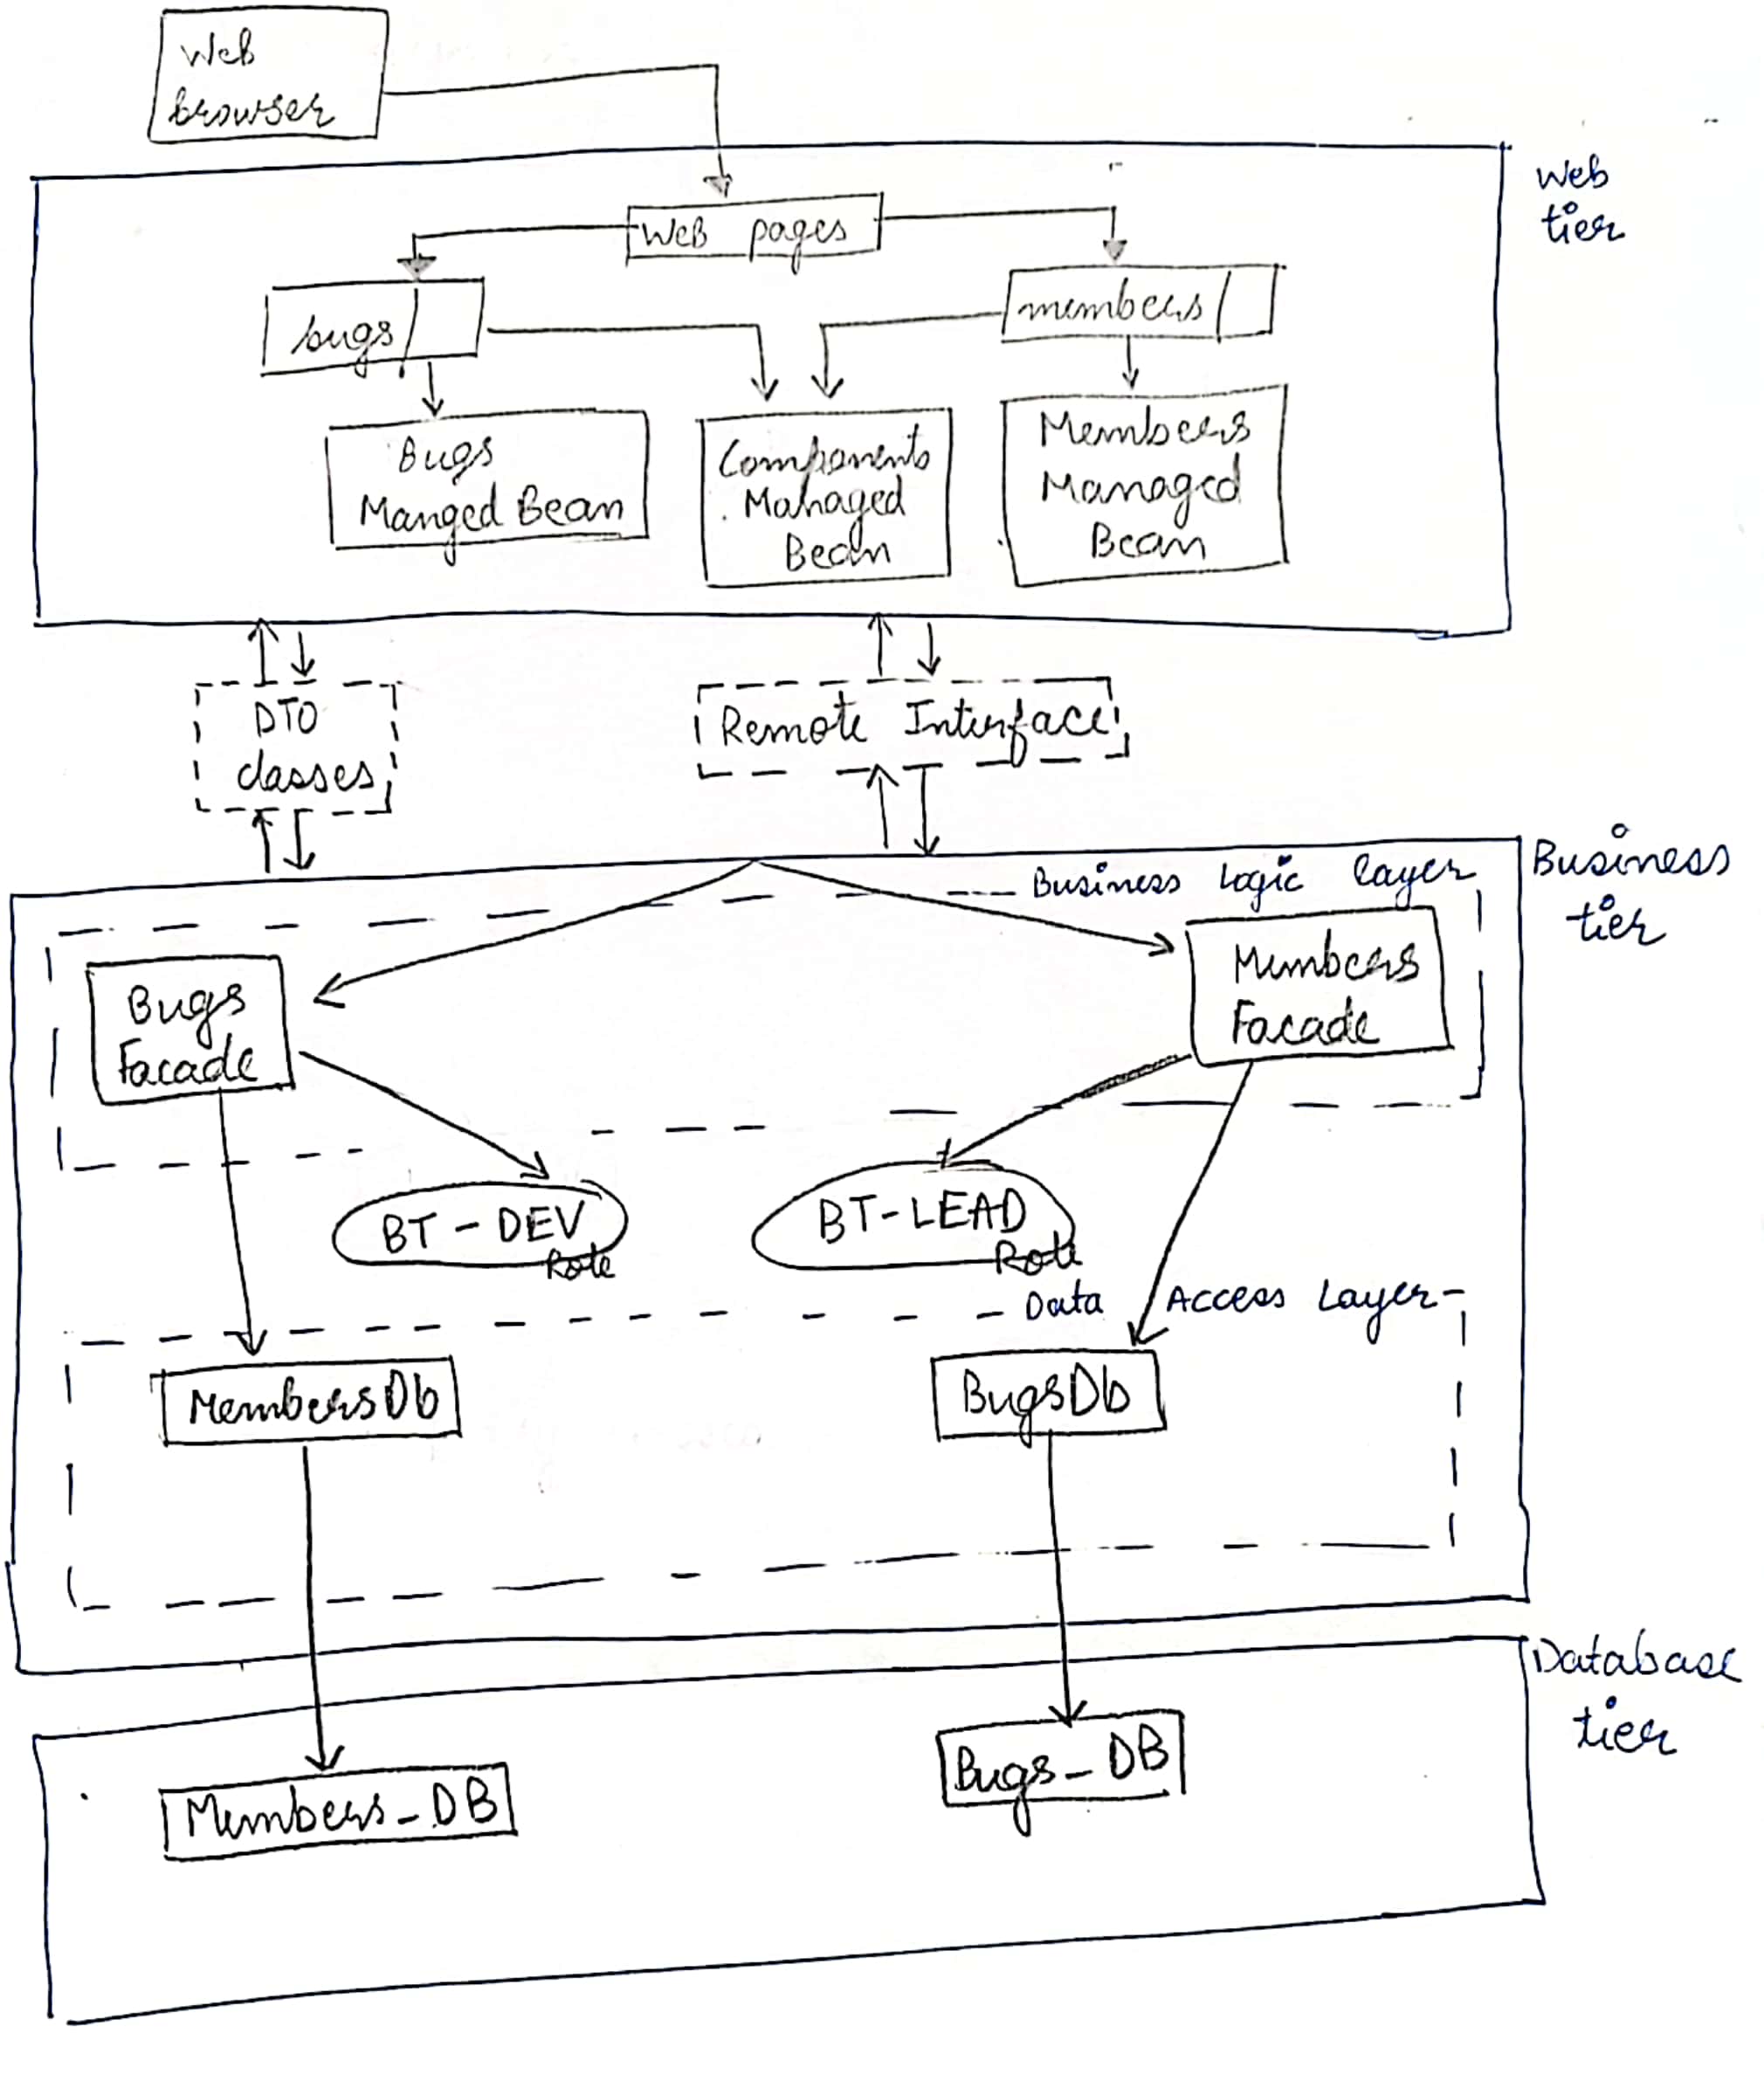 Web
browser
Web
tier
Web pages
bugs/
members/
Bugs
Manged Bean
Components
Managed
Bean
Members
Managed
Bean
DTO
classes
Remote Interface
Business
tier
Business Logic layer
Bugs
Facade
Members
Facade
BT-DEV
Role
BT-LEAD
Role
Data Access Layer
MembersDb
BugsDb
Database
tier
Members_DB
Bugs_DB